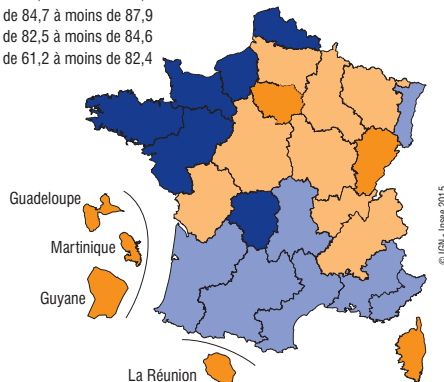 de 84,7 à moins de 87,9
de 82,5 à moins de 84,6
de 61,2 à moins de 82,4
Guadeloupe
Martinique
Guyane
La Réunion
© IGN - Insee 2015